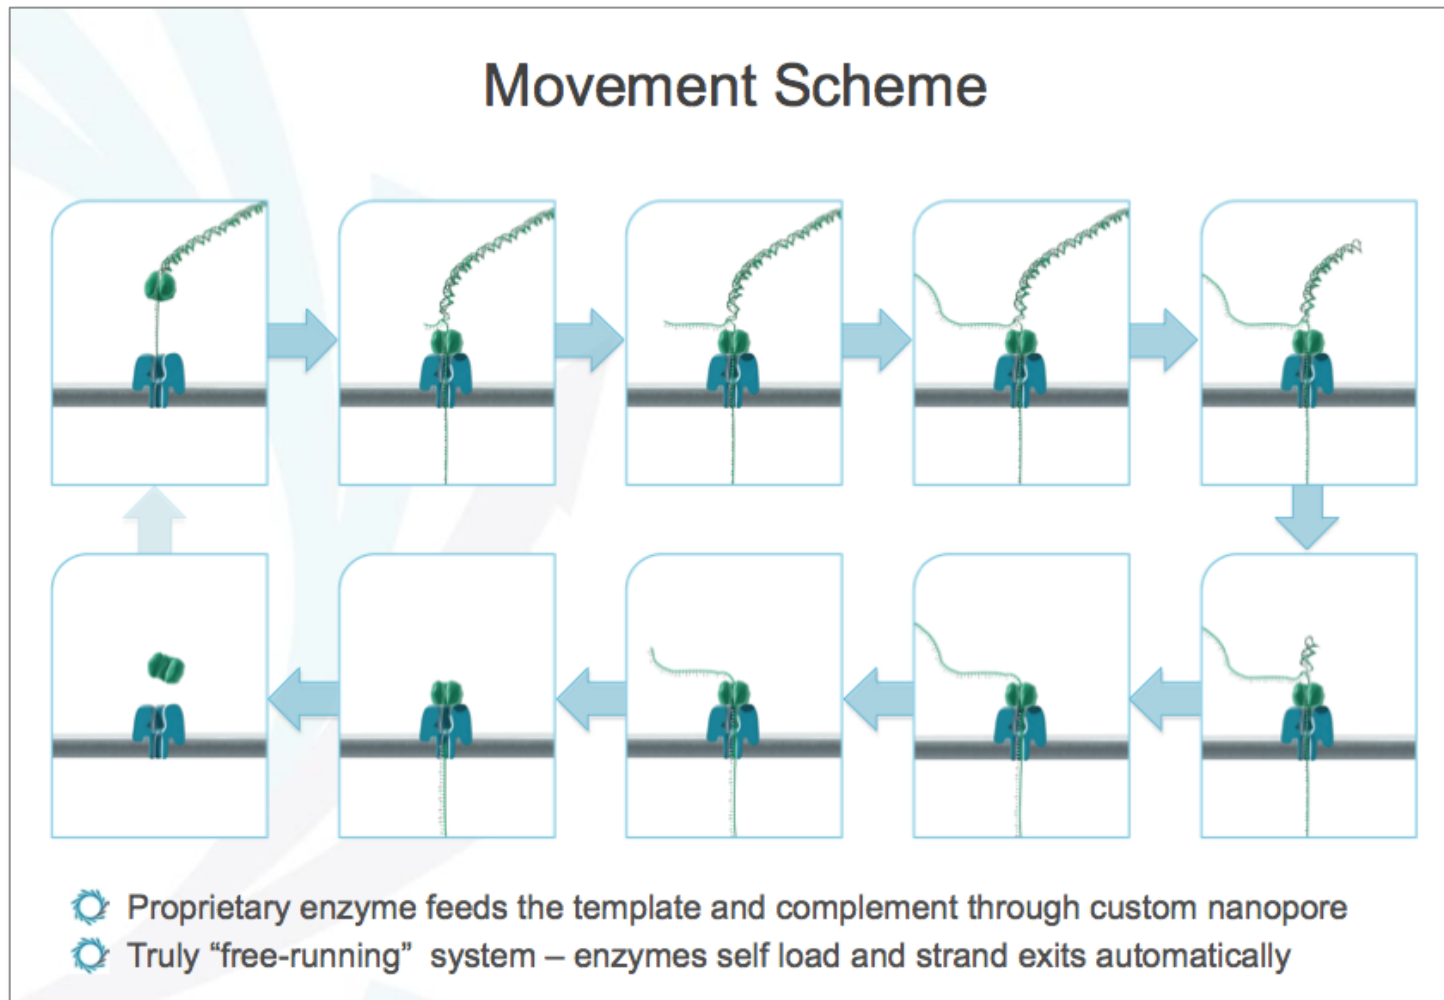 Movement Scheme
Proprietary enzyme feeds the template and complement through custom nanopore
Truly “free-running” system – enzymes self load and strand exits automatically